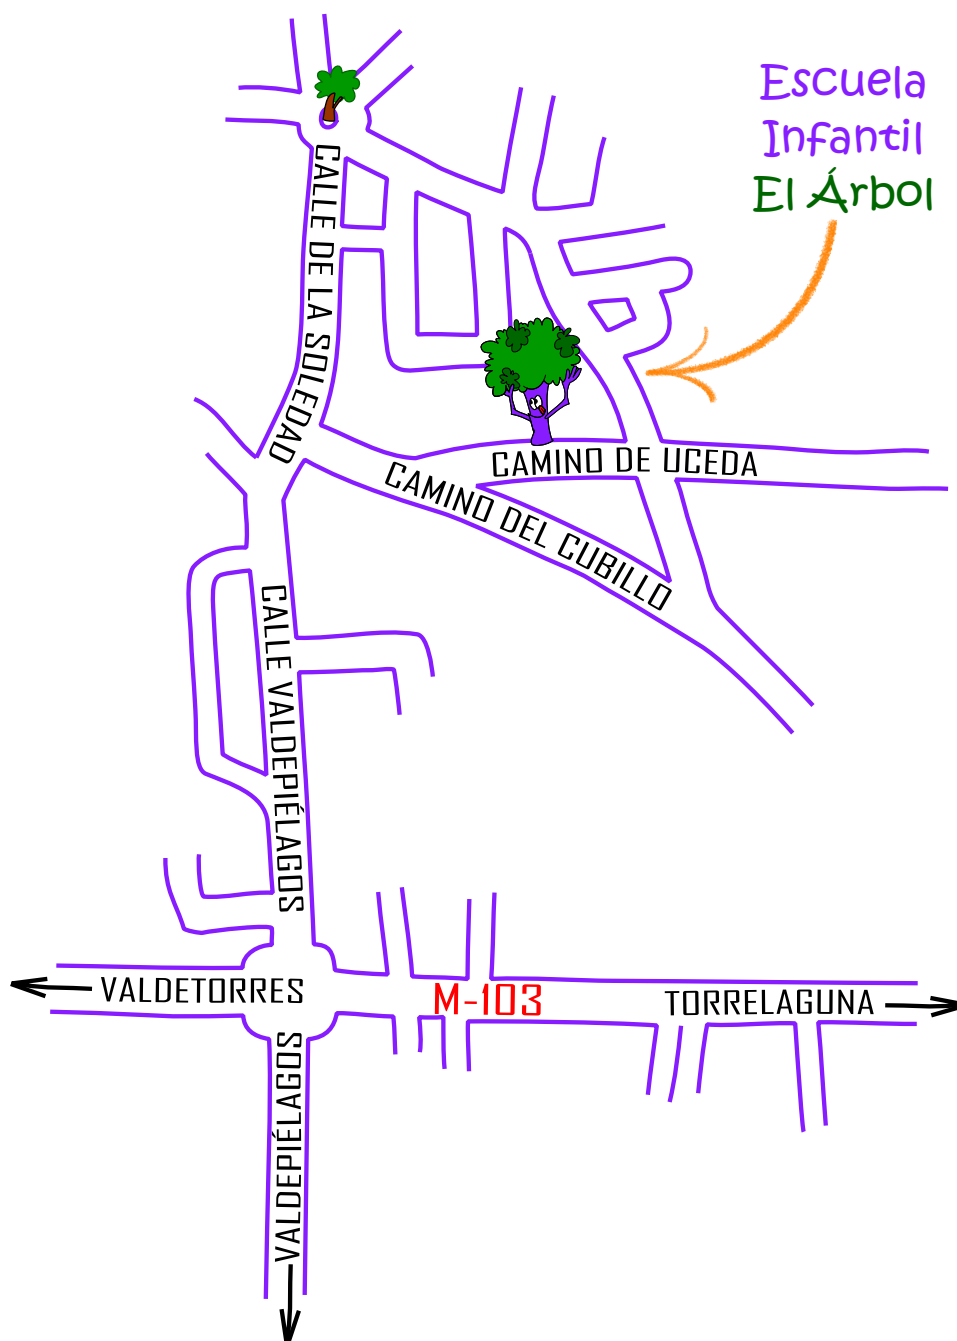 Escuela
Infantil
El Árbol
CALLE DE LA SOLEDAD
CAMINO DE UCEDA
CAMINO DEL CUBILLO
CALLE VALDEPIÉLAGOS
VALDETORRES
M-103
TORRELAGUNA
VALDEPIÉLAGOS